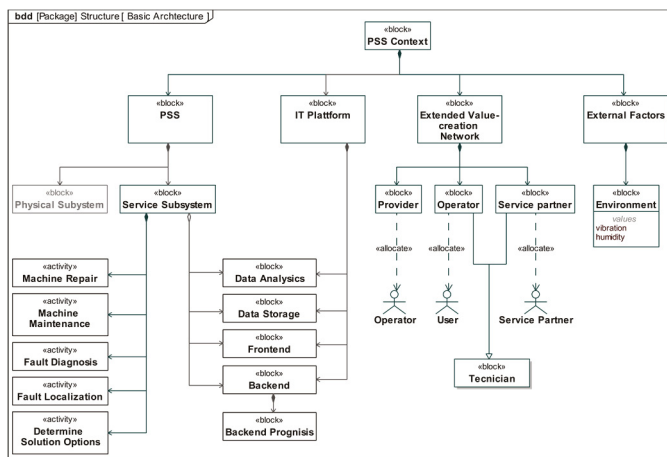 bdd [Package] Structure [ Basic Archtecture ]
«block»
PSS Context
«block»
PSS
«block»
IT Plattform
«block»
Extended Value-
creation
Network
«block»
External Factors
«block»
Physical Subystem
«block»
Service Subsystem
«block»
Provider
«block»
Operator
«block»
Service partner
«block»
Environment
values
vibration
humidity
«allocate»
«allocate»
«allocate»
Operator
User
Service Partner
«activity»
Machine Repair
«activity»
Machine
Maintenance
«activity»
Fault Diagnosis
«activity»
Fault Localization
«activity»
Determine
Solution Options
«block»
Data Analytics
«block»
Data Storage
«block»
Frontend
«block»
Backend
«block»
Backend Prognisis
«block»
Tecnician